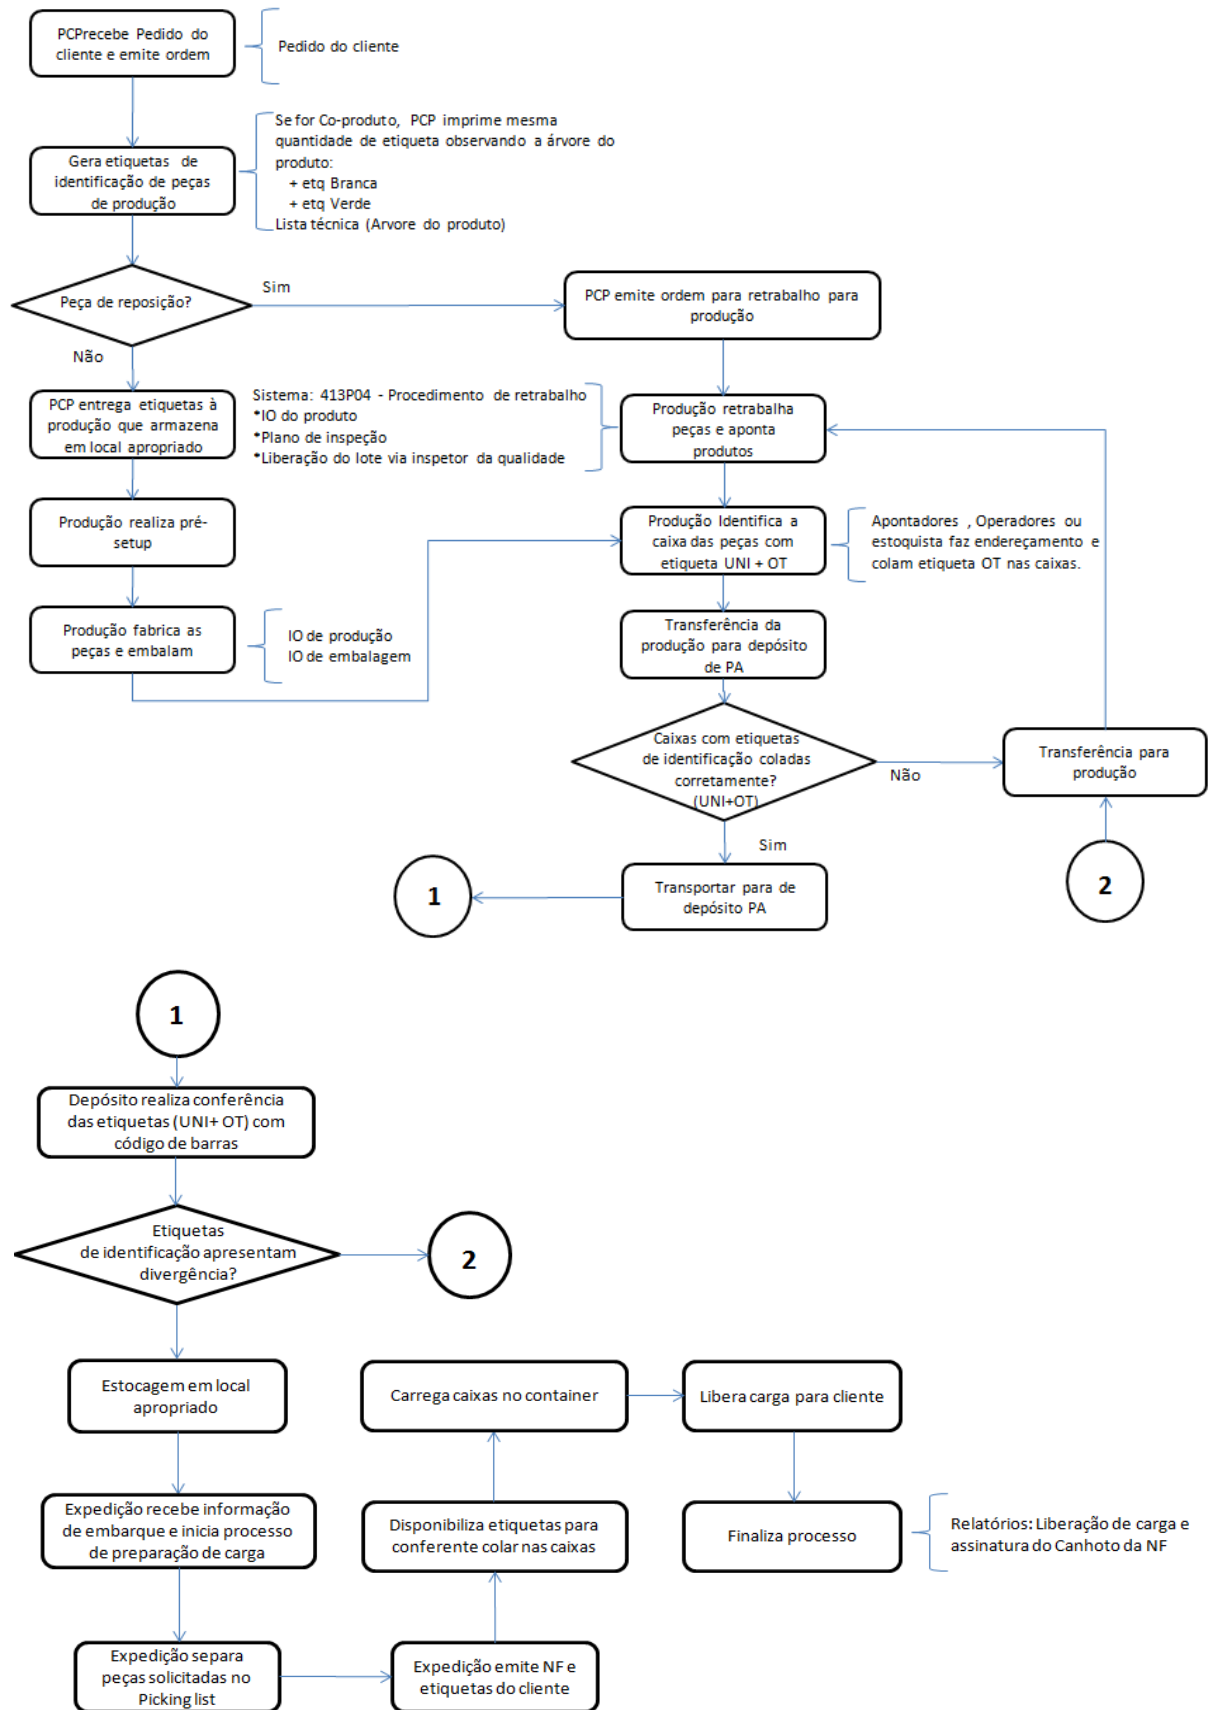 PCPrecebe Pedido do
cliente e emite ordem
Pedido do cliente
Gera etiquetas de
identificação de peças
de produção
Se for Co-produto, PCP imprime mesma
quantidade de etiqueta observando a árvore do
produto:
+ etq Branca
+ etq Verde
Lista técnica (Arvore do produto)
Peça de reposição?
Sim
PCP emite ordem para retrabalho para
produção
Não
PCP entrega etiquetas à
produção que armazena
em local apropriado
Sistema: 413P04 - Procedimento de retrabalho
*IO do produto
*Plano de inspeção
*Liberação do lote via inspetor da qualidade
Produção retrabalha
peças e aponta
produtos
Produção realiza pré-
setup
Produção Identifica a
caixa das peças com
etiqueta UNI + OT
Apontadores , Operadores ou
estoquista faz endereçamento e
colam etiqueta OT nas caixas.
Produção fabrica as
peças e embalam
IO de produção
IO de embalagem
Transferência da
produção para depósito
de PA
Caixas com etiquetas
de identificação coladas
corretamente?
(UNI+OT)
Não
Transferência para
produção
Sim
1
Transportar para de
depósito PA
2
1
Depósito realiza conferência
das etiquetas (UNI+ OT) com
código de barras
Etiquetas
de identificação apresentam
divergência?
2
Estocagem em local
apropriado
Carrega caixas no container
Libera carga para cliente
Expedição recebe informação
de embarque e inicia processo
de preparação de carga
Disponibiliza etiquetas para
conferente colar nas caixas
Finaliza processo
Relatórios: Liberação de carga e
assinatura do Canhoto da NF
Expedição separa
peças solicitadas no
Picking list
Expedição emite NF e
etiquetas do cliente